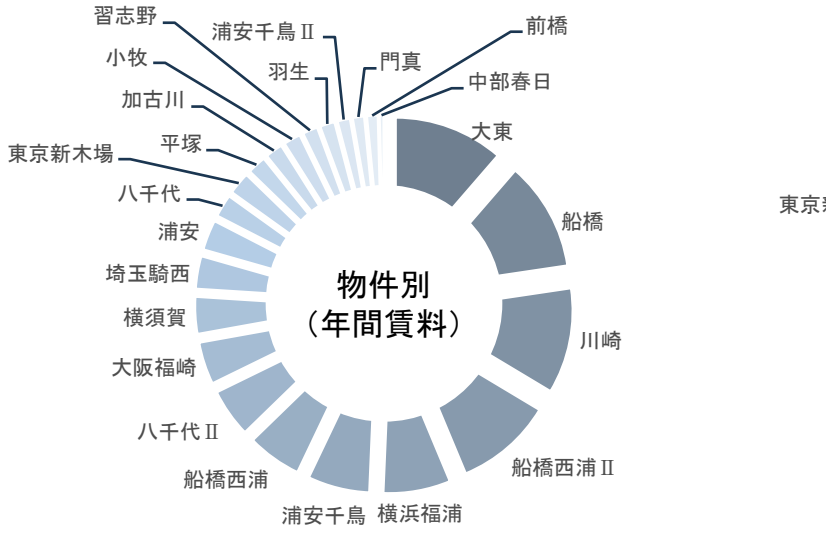 物件別
（年間賃料）
大東
船橋
川崎
船橋西浦Ⅱ
横浜福浦
浦安千鳥
船橋西浦
八千代Ⅱ
大阪福崎
横須賀
埼玉騎西
浦安
八千代
東京新木場
平塚
加古川
小牧
習志野
羽生
浦安千鳥Ⅱ
門真
前橋
中部春日
東京